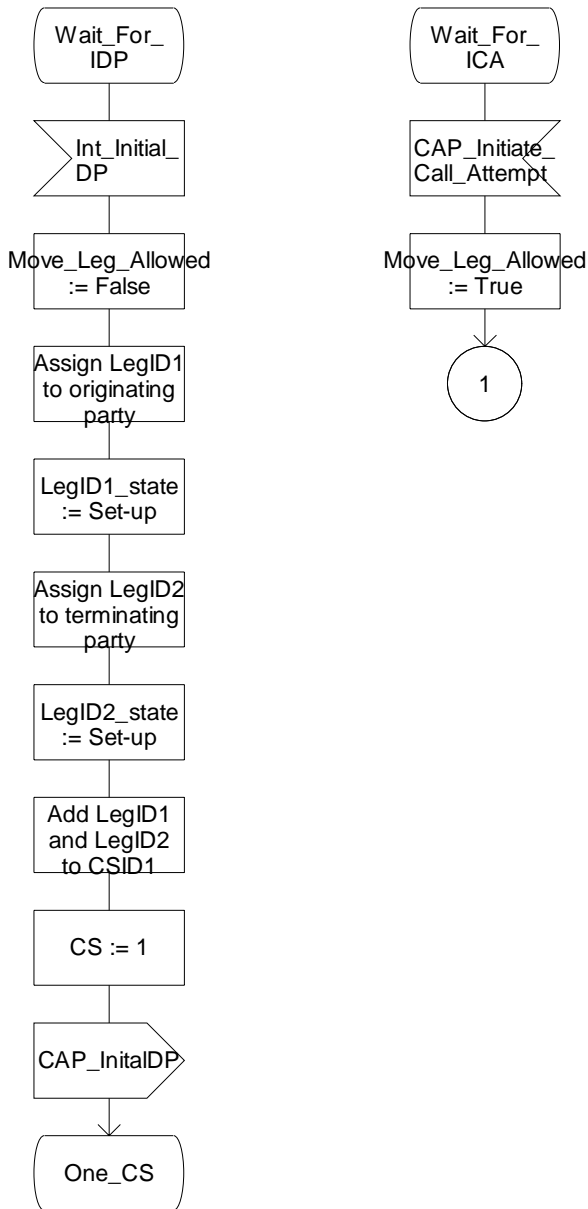 Wait_For_
IDP
Int_Initial_
DP
Move_Leg_Allowed
:= False
Assign LegID1
to originating
party
LegID1_state
:= Set-up
Assign LegID2
to terminating
party
LegID2_state
:= Set-up
Add LegID1
and LegID2
to CSID1
CS := 1
CAP_InitalDP
One_CS
Wait_For_
ICA
CAP_Initiate_
Call_Attempt
Move_Leg_Allowed
:= True
1